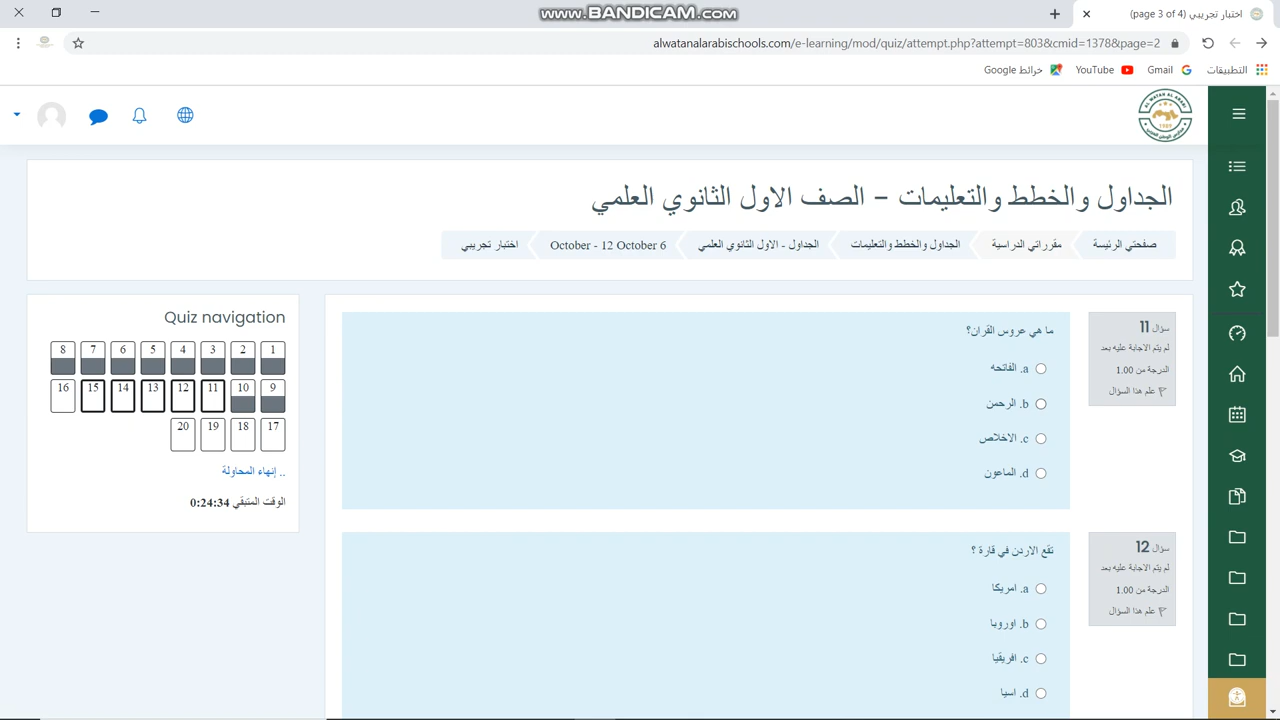 www.BANDICAM.com
اختبار تجريبي (page 3 of 4)
alwatanalarabischools.com/e-learning/mod/quiz/attempt.php?attempt=803&cmid=1378&page=2
التطبيقات
Gmail
YouTube
خرائط Google
AL WATAN AL ARABI
الجداول والخطط والتعليمات – الصف الاول الثانوي العلمي
صفحتي الرئيسة
مقرراتي الدراسية
الجداول والخطط والتعليمات
الجداول - الاول الثانوي العلمي
6 October - 12 October
اختبار تجريبي
سؤال 11
لم يتم الاجابة عليه بعد
الدرجة من 1.00
علم هذا السؤال
ما هي عروس القران؟
a. الفاتحه
b. الرحمن
c. الاخلاص
d. الماعون
سؤال 12
لم يتم الاجابة عليه بعد
الدرجة من 1.00
علم هذا السؤال
تقع الاردن في قارة ؟
a. امريكا
b. اوروبا
c. افريقيا
d. اسيا
Quiz navigation
1 2 3 4 5 6 7 8
9 10 11 12 13 14 15 16
17 18 19 20
إنهاء المحاولة ..
الوقت المتبقي 0:24:34